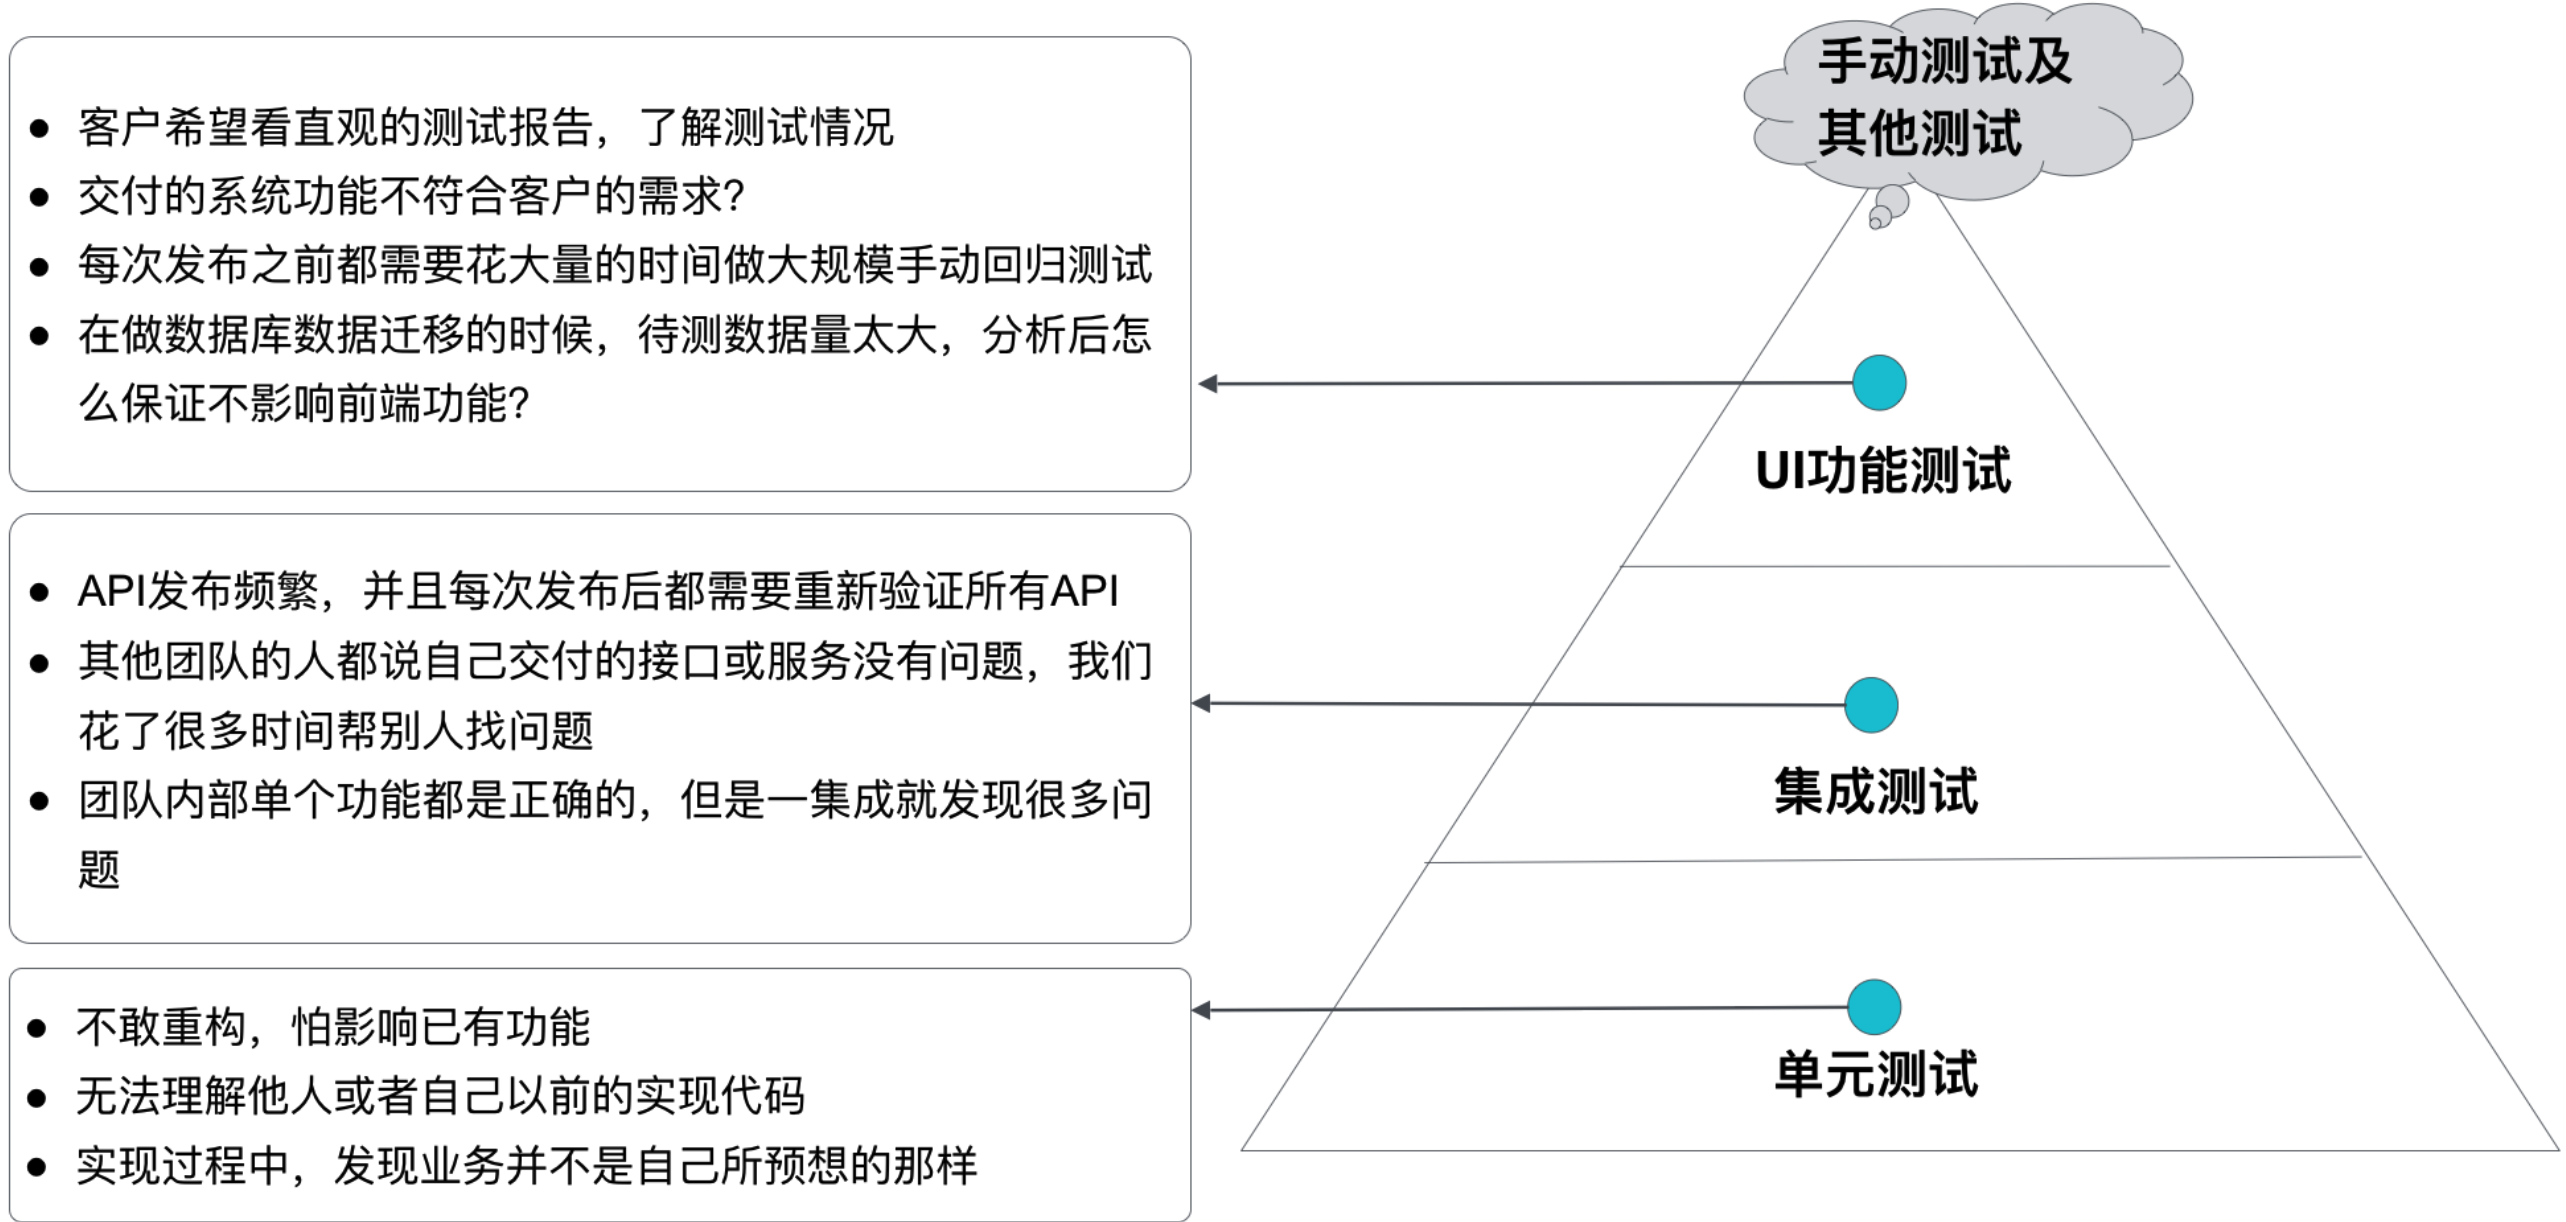 客户希望看直观的测试报告，了解测试情况
交付的系统功能不符合客户的需求?
每次发布之前都需要花大量的时间做大规模手动回归测试
在做数据库数据迁移的时候，待测数据量太大，分析后怎
么保证不影响前端功能?
API发布频繁，并且每次发布后都需要重新验证所有API
其他团队的人都说自己交付的接口或服务没有问题，我们
花了很多时间帮别人找问题
团队内部单个功能都是正确的，但是一集成就发现很多问
题
不敢重构，怕影响已有功能
无法理解他人或者自己以前的实现代码
实现过程中，发现业务并不是自己所预想的那样
手动测试及
其他测试
UI功能测试
集成测试
单元测试